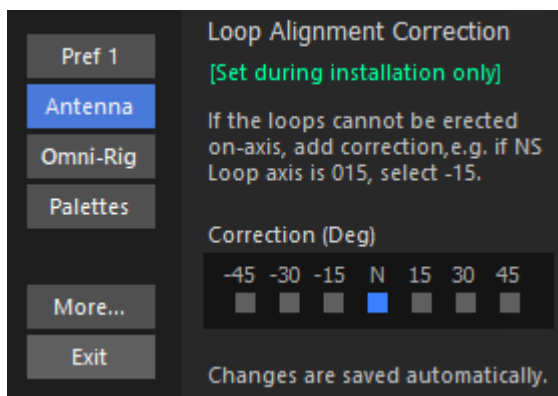 Pref 1
Antenna
Omni-Rig
Palettes
More...
Exit
Loop Alignment Correction
[Set during installation only]
If the loops cannot be erected
on-axis, add correction,e.g. if NS
Loop axis is 015, select -15.
Correction (Deg)
-45 -30 -15 N 15 30 45
Changes are saved automatically.